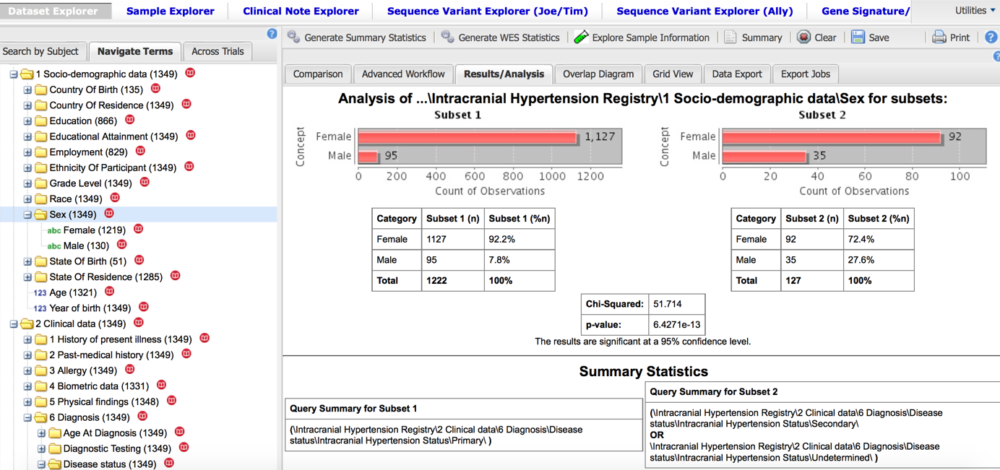 Dataset Explorer Sample Explorer Clinical Note Explorer Sequence Variant Explorer (Joe/Tim) Sequence Variant Explorer (Ally) Gene Signature/ Utilities
Generate Summary Statistics Generate WES Statistics Explore Sample Information Summary Clear Save Print
Search by Subject Navigate Terms Across Trials
1 Socio-demographic data (1349)
Country Of Birth (135)
Country Of Residence (1349)
Education (866)
Educational Attainment (1349)
Employment (829)
Ethnicity Of Participant (1349)
Grade Level (1349)
Race (1349)
Sex (1349)
abc Female (1219)
abc Male (130)
State Of Birth (51)
State Of Residence (1285)
123 Age (1321)
123 Year of birth (1349)
2 Clinical data (1349)
1 History of present illness (1349)
2 Past-medical history (1349)
3 Allergy (1349)
4 Biometric data (1331)
5 Physical findings (1348)
6 Diagnosis (1349)
Age At Diagnosis (1349)
Diagnostic Testing (1349)
Disease status (1349)
Comparison Advanced Workflow Results/Analysis Overlap Diagram Grid View Data Export Export Jobs
Analysis of ...\Intracranial Hypertension Registry\1 Socio-demographic data\Sex for subsets:
Subset 1
Concept
Female 1,127
Male 95
0 200 400 600 800 1000 1200
Count of Observations
Subset 2
Concept
Female 92
Male 35
0 20 40 60 80 100
Count of Observations
Category Subset 1 (n) Subset 1 (%n)
Female 1127 92.2%
Male 95 7.8%
Total 1222 100%
Category Subset 2 (n) Subset 2 (%n)
Female 92 72.4%
Male 35 27.6%
Total 127 100%
Chi-Squared: 51.714
p-value: 6.4271e-13
The results are significant at a 95% confidence level.
Summary Statistics
Query Summary for Subset 1
(\Intracranial Hypertension Registry\2 Clinical data\6 Diagnosis\Disease
status\Intracranial Hypertension Status\Primary\ )
Query Summary for Subset 2
(\Intracranial Hypertension Registry\2 Clinical data\6 Diagnosis\Disease
status\Intracranial Hypertension Status\Secondary\
OR
\Intracranial Hypertension Registry\2 Clinical data\6 Diagnosis\Disease
status\Intracranial Hypertension Status\Undetermined\ )